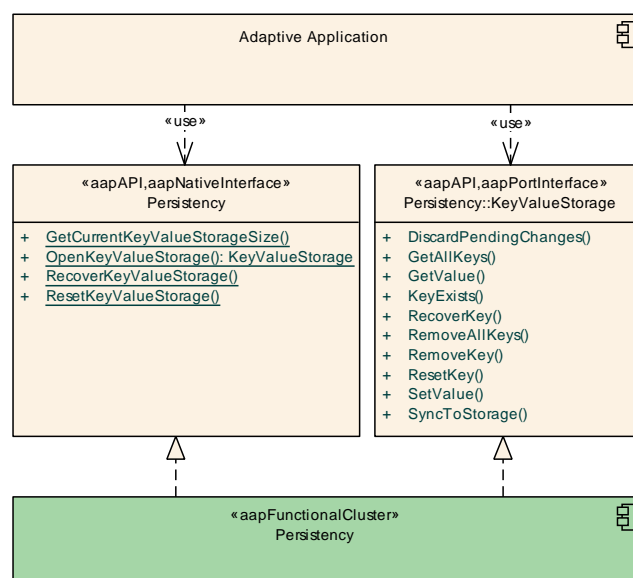 Adaptive Application
«use»
«use»
«aapAPI,aapNativeInterface»
Persistency
+ GetCurrentKeyValueStorageSize()
+ OpenKeyValueStorage(): KeyValueStorage
+ RecoverKeyValueStorage()
+ ResetKeyValueStorage()
«aapAPI,aapPortInterface»
Persistency::KeyValueStorage
+ DiscardPendingChanges()
+ GetAllKeys()
+ GetValue()
+ KeyExists()
+ RecoverKey()
+ RemoveAllKeys()
+ RemoveKey()
+ ResetKey()
+ SetValue()
+ SyncToStorage()
«aapFunctionalCluster»
Persistency